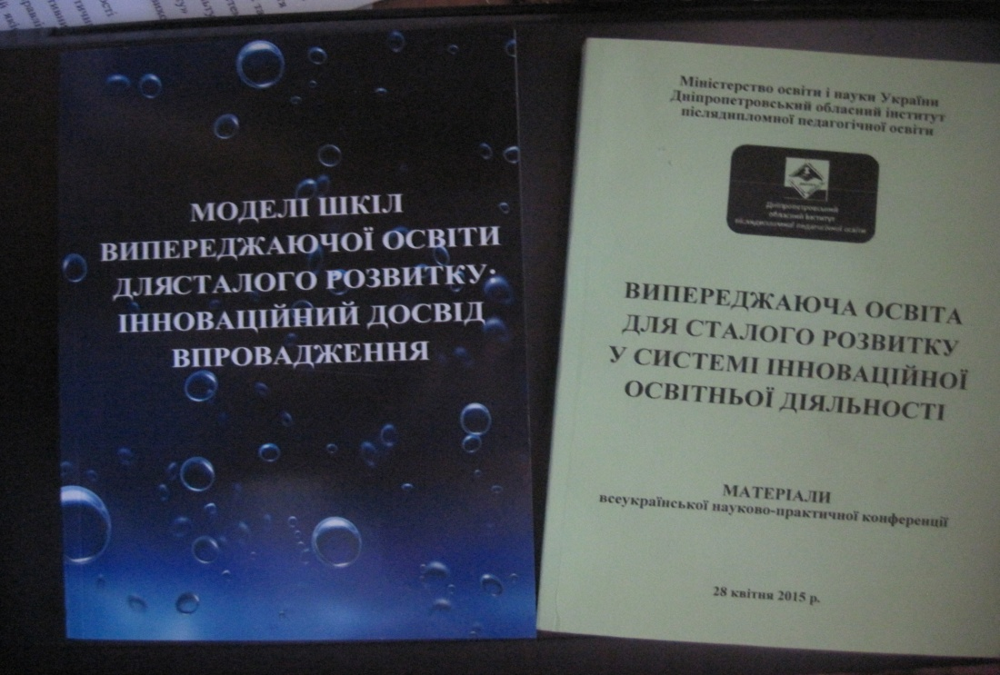 МОДЕЛІ ШКІЛ
ВИПЕРЕДЖАЮЧОЇ ОСВІТИ
ДЛЯСТАЛОГО РОЗВИТКУ:
ІННОВАЦІЙНИЙ ДОСВІД
ВПРОВАДЖЕННЯ
Міністерство освіти і науки України
Дніпропетровський обласний інститут
післядипломної педагогічної освіти
Дніпропетровський
обласний інститут
післядипломної педагогічної освіти
ВИПЕРЕДЖАЮЧА ОСВІТА
ДЛЯ СТАЛОГО РОЗВИТКУ
У СИСТЕМІ ІННОВАЦІЙНОЇ
ОСВІТНЬОЇ ДІЯЛЬНОСТІ
МАТЕРІАЛИ
всеукраїнської науково-практичної конференції
28 квітня 2015 р.